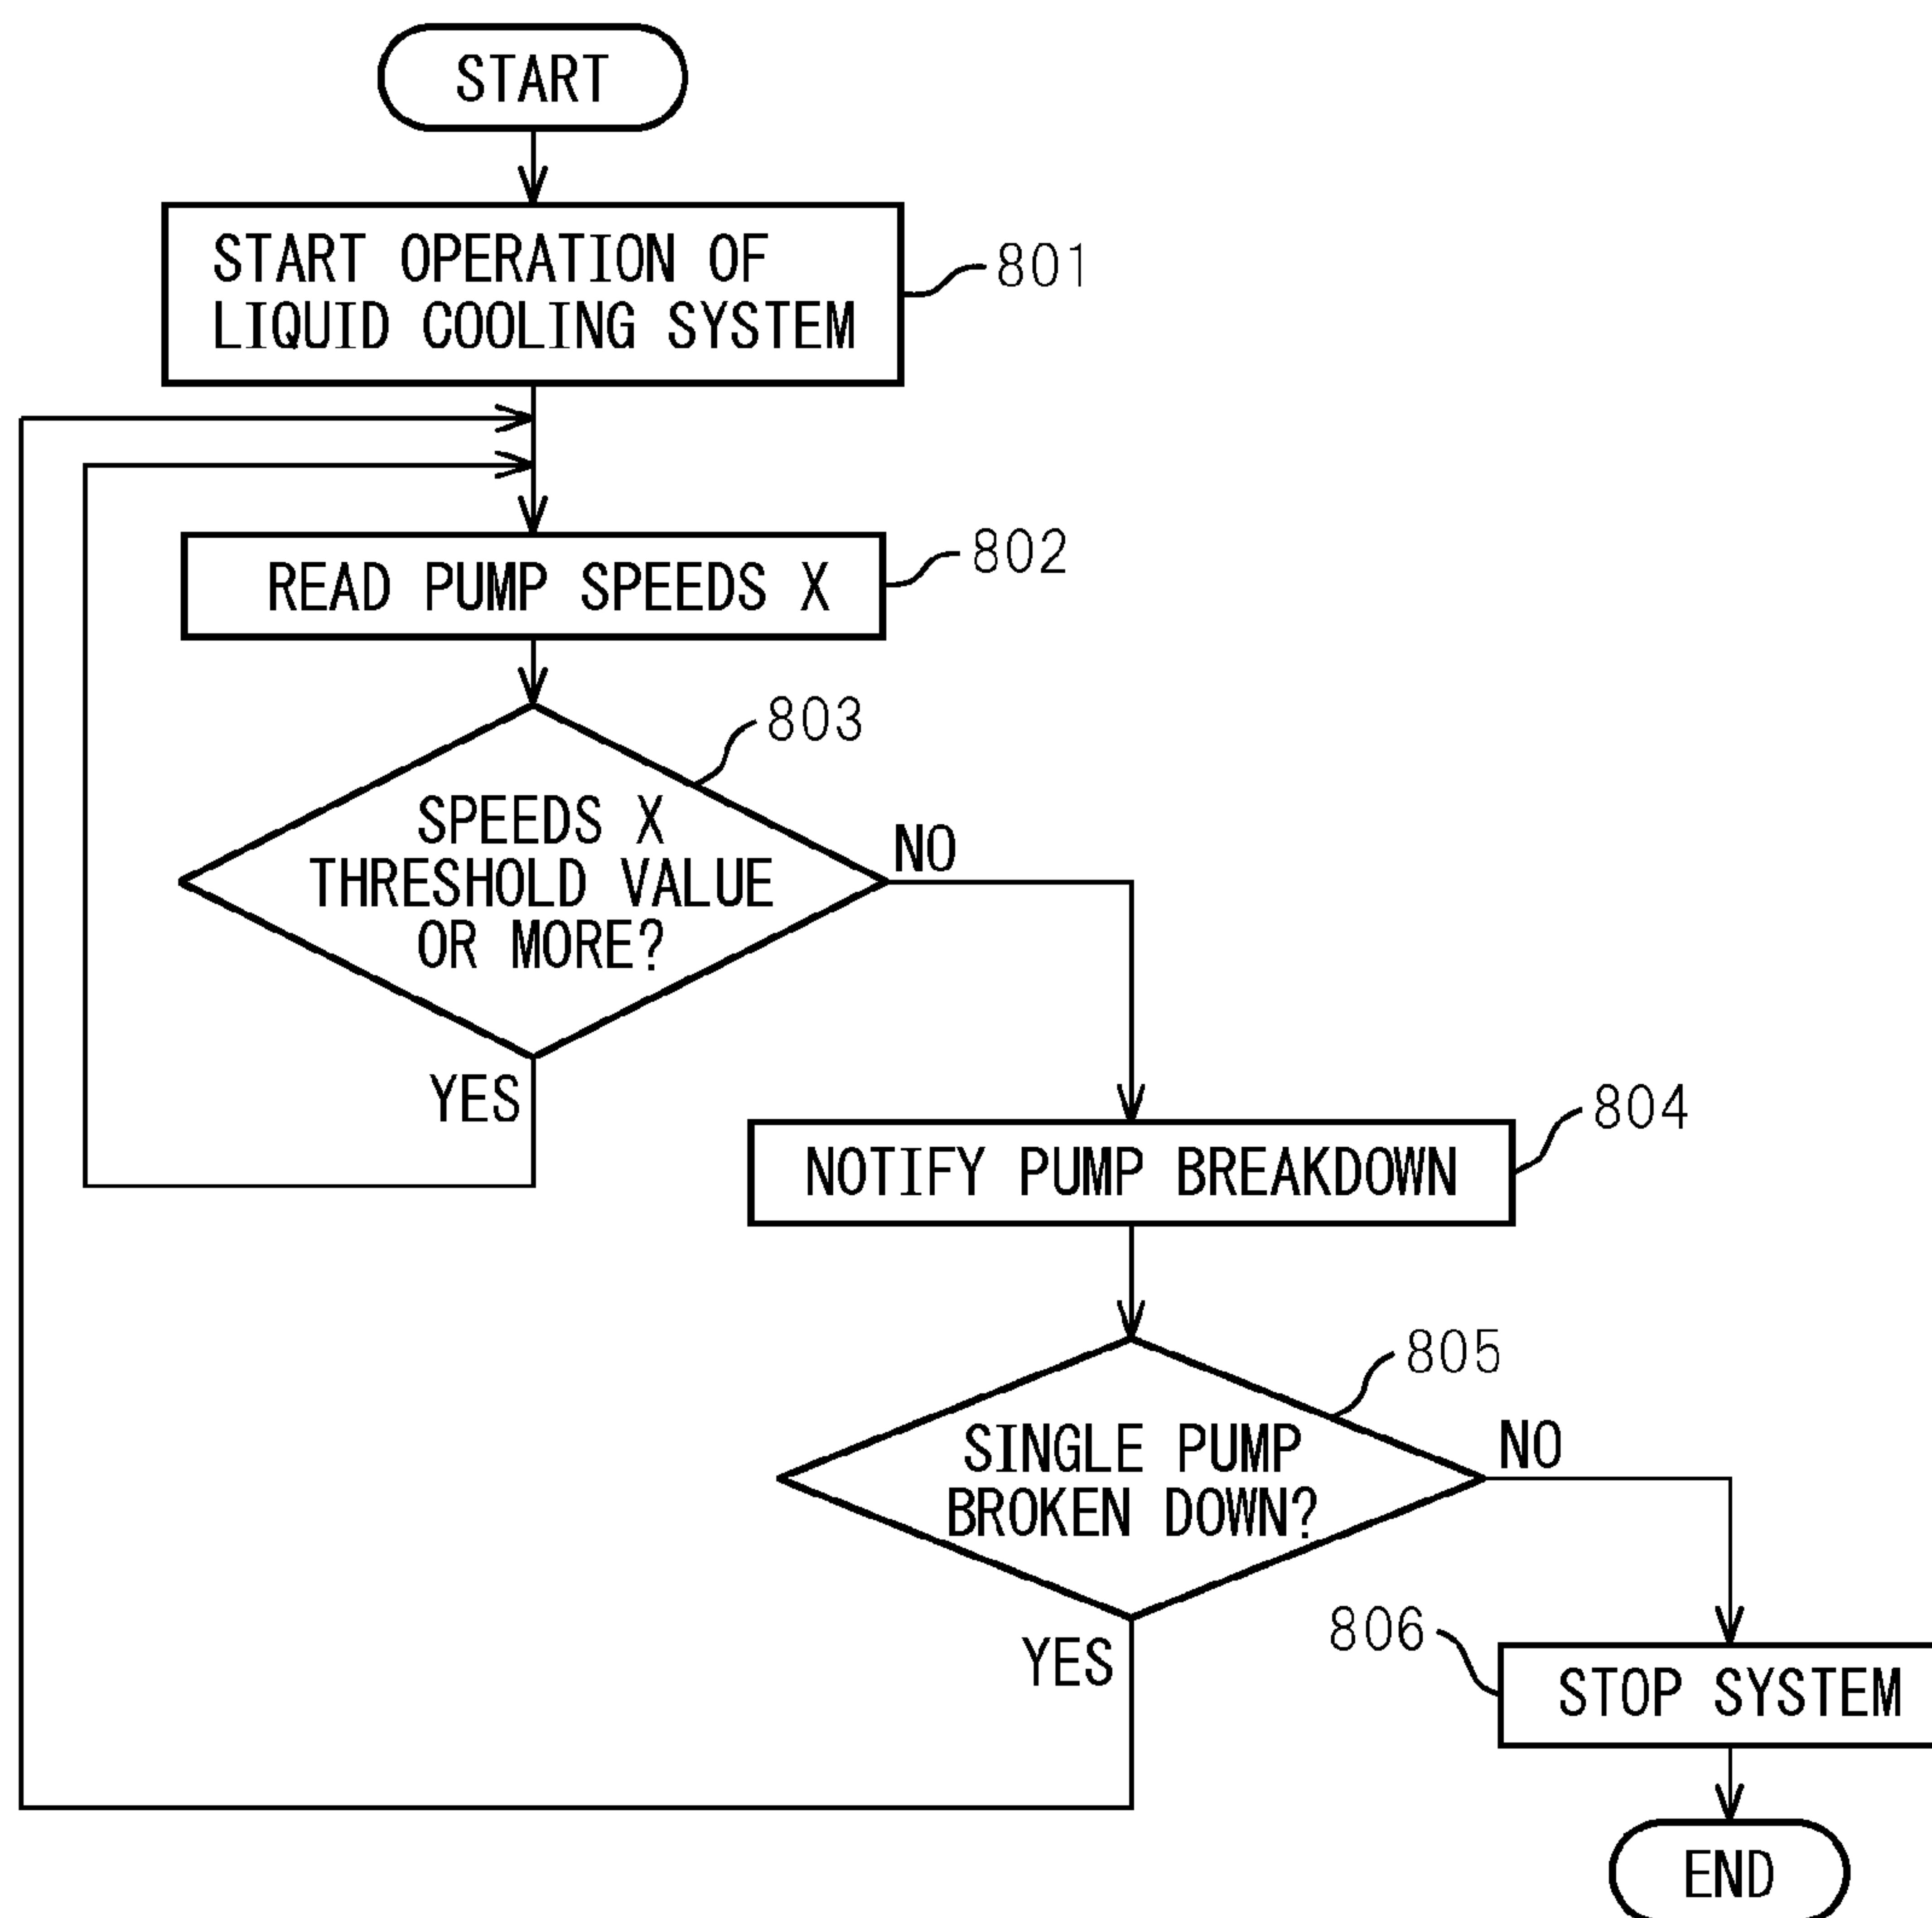 START
START OPERATION OF
LIQUID COOLING SYSTEM
801
READ PUMP SPEEDS X
802
803
SPEEDS X
THRESHOLD VALUE
OR MORE?
NO
YES
804
NOTIFY PUMP BREAKDOWN
805
SINGLE PUMP
BROKEN DOWN?
NO
YES
806
STOP SYSTEM
END